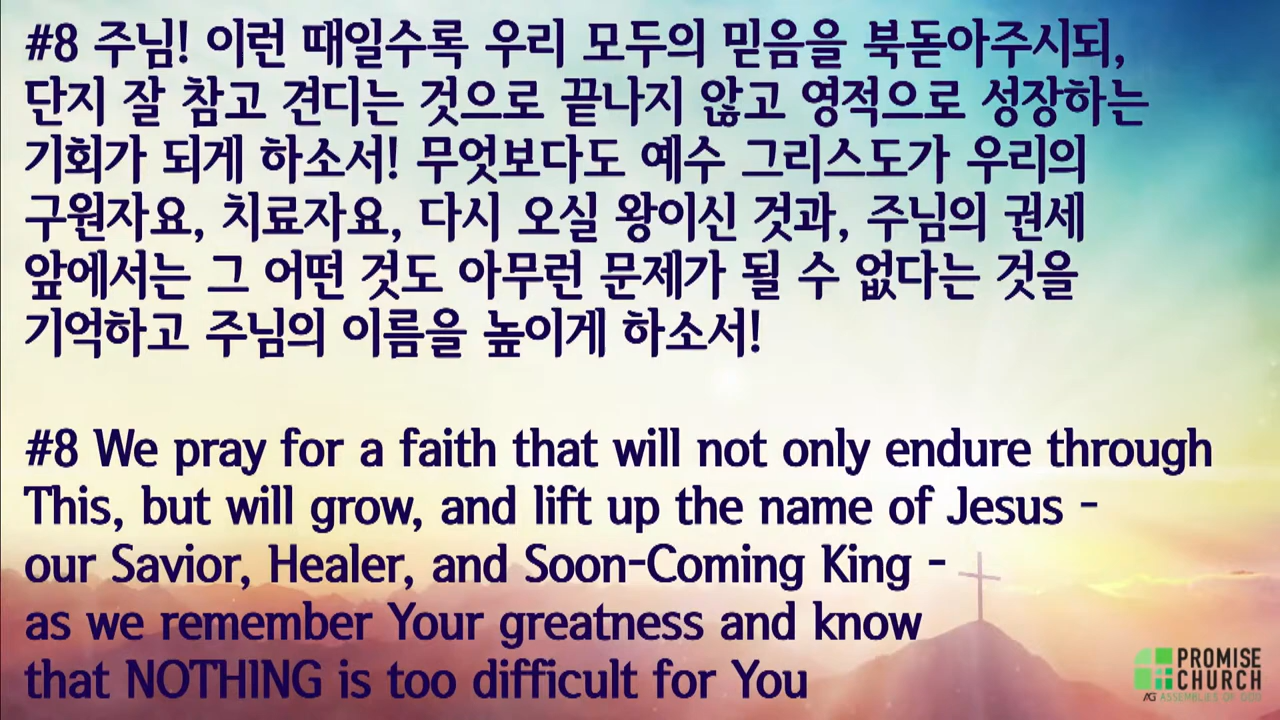 #8 주님! 이런 때일수록 우리 모두의 믿음을 북돋아주시되,
단지 잘 참고 견디는 것으로 끝나지 않고 영적으로 성장하는
기회가 되게 하소서! 무엇보다도 예수 그리스도가 우리의
구원자요, 치료자요, 다시 오실 왕이신 것과, 주님의 권세
앞에서는 그 어떤 것도 아무런 문제가 될 수 없다는 것을
기억하고 주님의 이름을 높이게 하소서!
#8 We pray for a faith that will not only endure through
This, but will grow, and lift up the name of Jesus -
our Savior, Healer, and Soon-Coming King -
as we remember Your greatness and know
that NOTHING is too difficult for You
PROMISE
CHURCH
AG ASSEMBLIES OF GOD